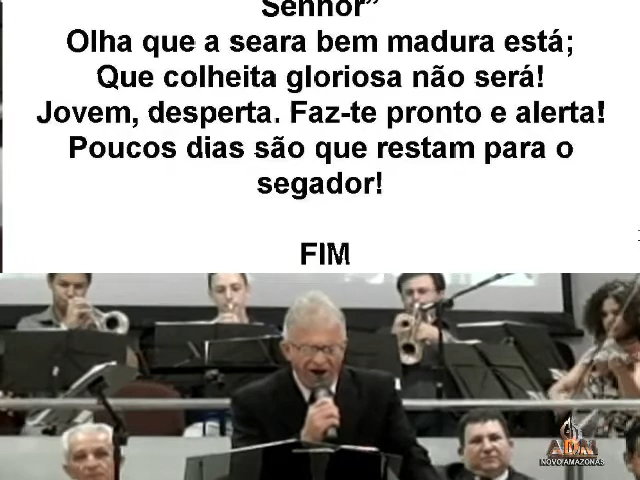 Senhor”
Olha que a seara bem madura está;
Que colheita gloriosa não será!
Jovem, desperta. Faz-te pronto e alerta!
Poucos dias são que restam para o
segador!
FIM
ADM
NOVO AMAZONAS